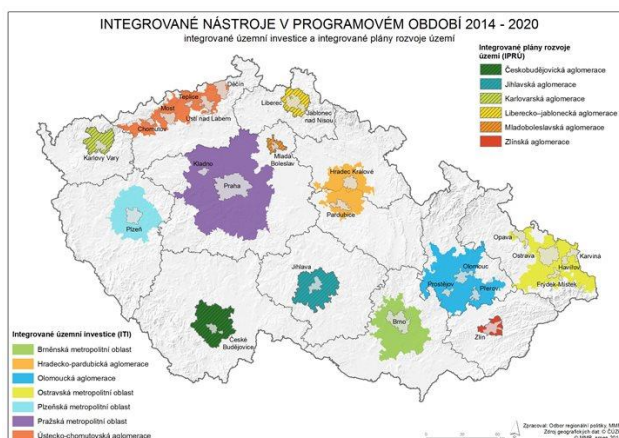 INTEGROVANÉ NÁSTROJE V PROGRAMOVÉM OBDOBÍ 2014 - 2020
integrované územní investice a integrované plány rozvoje území
Integrované plány rozvoje
území (IPRÚ)
Českobudějovická aglomerace
Jihlavská aglomerace
Karlovarská aglomerace
Liberecko–jablonecká aglomerace
Mladoboleslavská aglomerace
Zlínská aglomerace
Děčín
Teplice
Most
Ústí nad Labem
Chomutov
Liberec
Jablonec
nad Nisou
Karlovy Vary
Kladno
Praha
Mladá
Boleslav
Hradec Králové
Pardubice
Plzeň
Jihlava
České
Budějovice
Brno
Olomouc
Prostějov
Přerov
Zlín
Opava
Ostrava
Karviná
Havířov
Frýdek-Místek
Integrované územní investice (ITI)
Brněnská metropolitní oblast
Hradecko-pardubická aglomerace
Olomoucká aglomerace
Ostravská metropolitní oblast
Plzeňská metropolitní oblast
Pražská metropolitní oblast
Ústecko-chomutovská aglomerace
Zpracoval: Odbor regionální politiky, MMR
Zdroj geografických dat: © ČÚZK